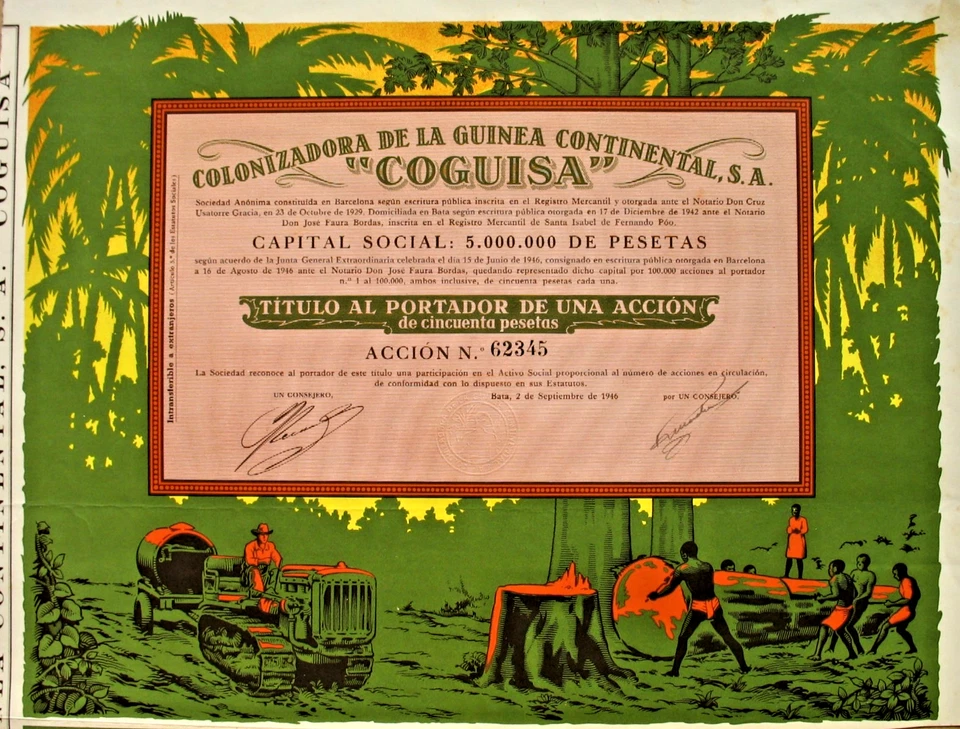 COLONIZADORA DE LA GUINEA CONTINENTAL, S.A.
"COGUISA"
Sociedad Anónima constituída en Barcelona según escritura pública inscrita en el Registro Mercantil y otorgada ante el Notario Don Cruz
Usatorre Gracia, en 23 de Octubre de 1929. Domiciliada en Bata según escritura pública otorgada en 17 de Diciembre de 1942 ante el Notario
Don José Faura Bordas, inscrita en el Registro Mercantil de Santa Isabel de Fernando Póo.
CAPITAL SOCIAL: 5.000.000 DE PESETAS
según acuerdo de la Junta General Extraordinaria celebrada el día 15 de Junio de 1946, consignado en escritura pública otorgada en Barcelona
a 16 de Agosto de 1946 ante el Notario Don José Faura Bordas, quedando representado dicho capital por 100.000 acciones al portador
n.º 1 al 100.000, ambos inclusive, de cincuenta pesetas cada una.
TÍTULO AL PORTADOR DE UNA ACCIÓN
de cincuenta pesetas
ACCIÓN N.º 62345
La Sociedad reconoce al portador de este título una participación en el Activo Social proporcional al número de acciones en circulación,
de conformidad con lo dispuesto en sus Estatutos.
UN CONSEJERO, Bata, 2 de Septiembre de 1946 por UN CONSEJERO,
Intransferible a extranjeros (Artículo 5.º de los Estatutos Sociales)
LA CONTINENTAL, S. A. COGUISA